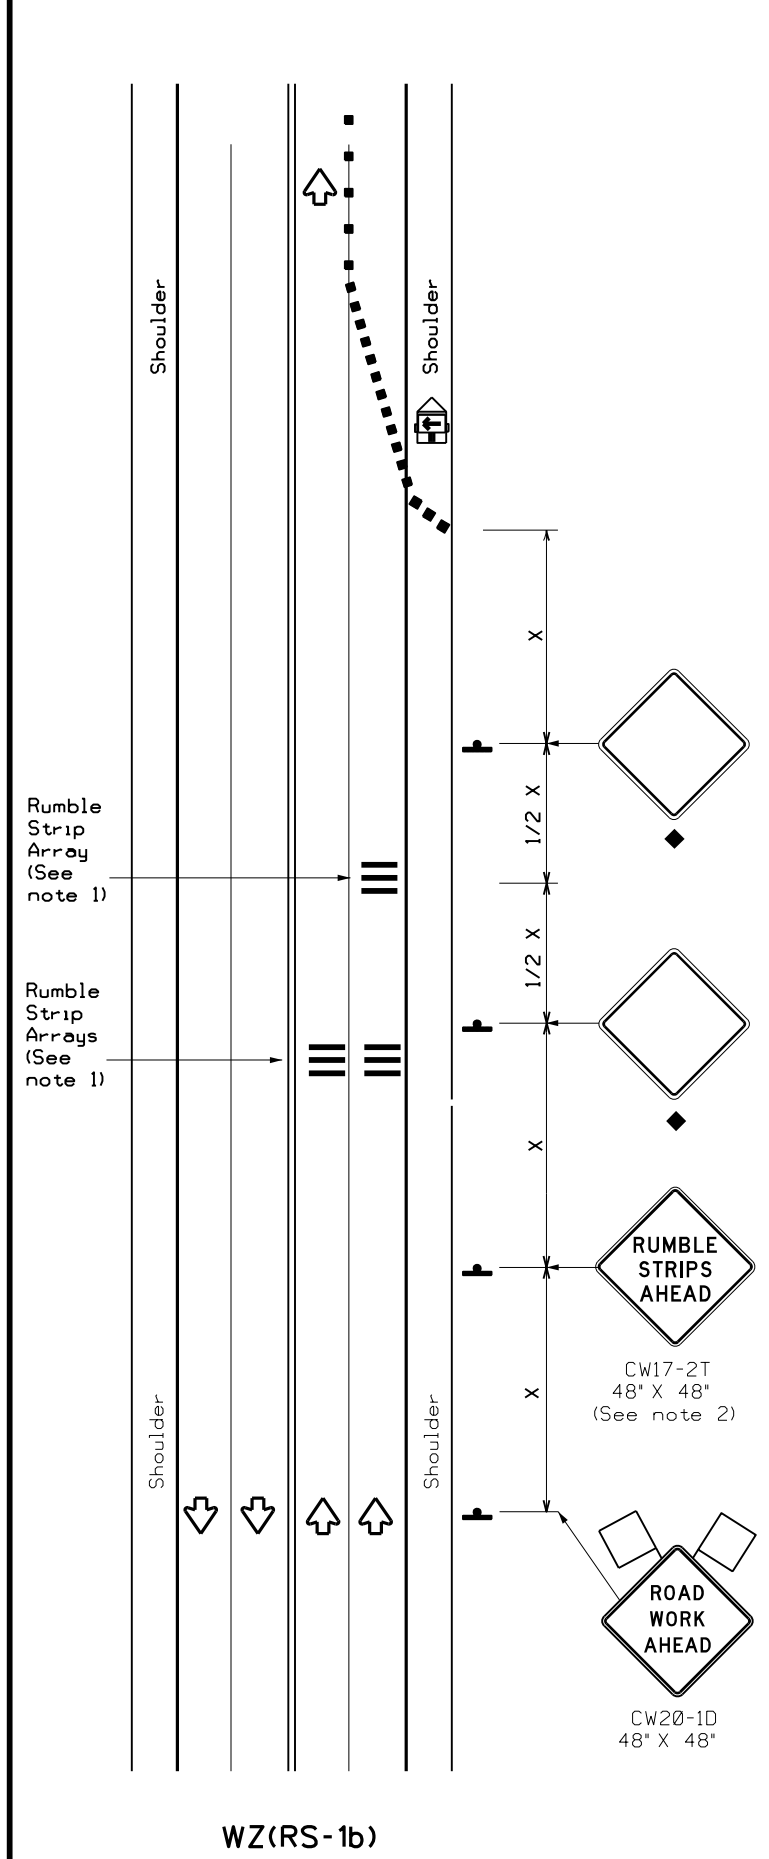 Shoulder
Shoulder
X
1/2 X
Rumble
Strip
Array
(See
note 1)
1/2 X
Rumble
Strip
Arrays
(See
note 1)
X
RUMBLE
STRIPS
AHEAD
CW17-2T
48" X 48"
(See note 2)
X
Shoulder
Shoulder
ROAD
WORK
AHEAD
CW20-1D
48" X 48"
WZ(RS-1b)